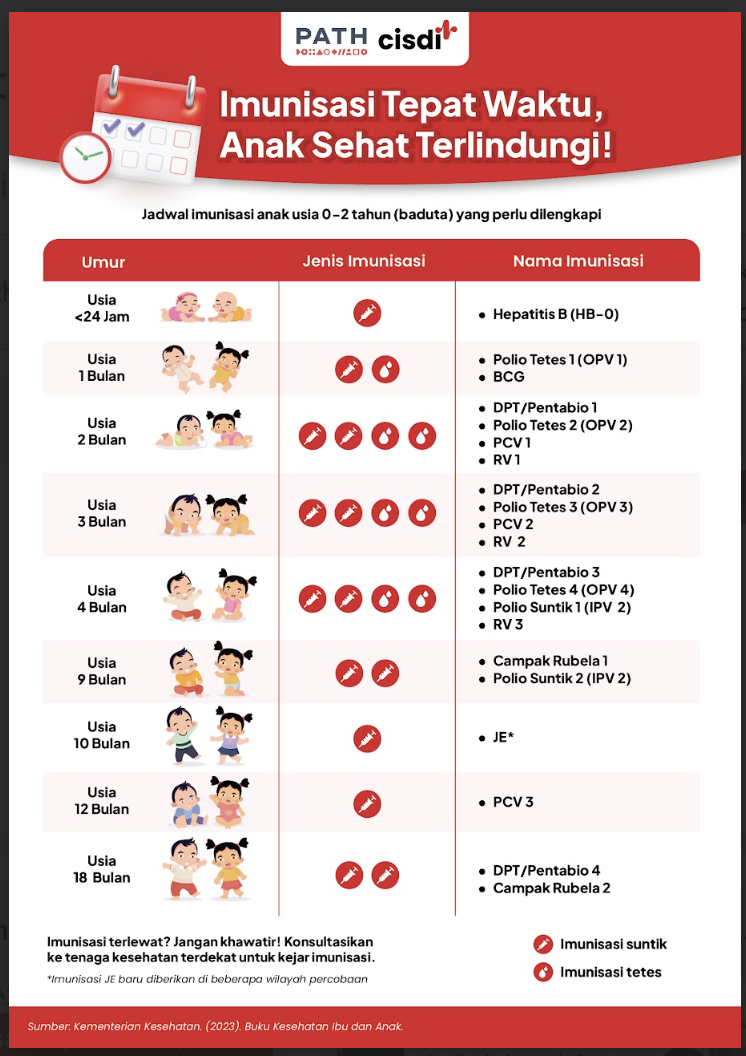 PATH
cisdi
Imunisasi Tepat Waktu,
Anak Sehat Terlindungi!
Jadwal imunisasi anak usia 0-2 tahun (baduta) yang perlu dilengkapi
Umur
Jenis Imunisasi
Nama Imunisasi
Usia
<24 Jam
• Hepatitis B (HB-0)
Usia
1 Bulan
• Polio Tetes 1 (OPV 1)
• BCG
Usia
2 Bulan
• DPT/Pentabio 1
• Polio Tetes 2 (OPV 2)
• PCV 1
• RV 1
Usia
3 Bulan
• DPT/Pentabio 2
• Polio Tetes 3 (OPV 3)
• PCV 2
• RV 2
Usia
4 Bulan
• DPT/Pentabio 3
• Polio Tetes 4 (OPV 4)
• Polio Suntik 1 (IPV 2)
• RV 3
Usia
9 Bulan
• Campak Rubela 1
• Polio Suntik 2 (IPV 2)
Usia
10 Bulan
• JE*
Usia
12 Bulan
• PCV 3
Usia
18 Bulan
• DPT/Pentabio 4
• Campak Rubela 2
Imunisasi terlewat? Jangan khawatir! Konsultasikan
ke tenaga kesehatan terdekat untuk kejar imunisasi.
*Imunisasi JE baru diberikan di beberapa wilayah percobaan
Imunisasi suntik
Imunisasi tetes
Sumber: Kementerian Kesehatan. (2023). Buku Kesehatan Ibu dan Anak.